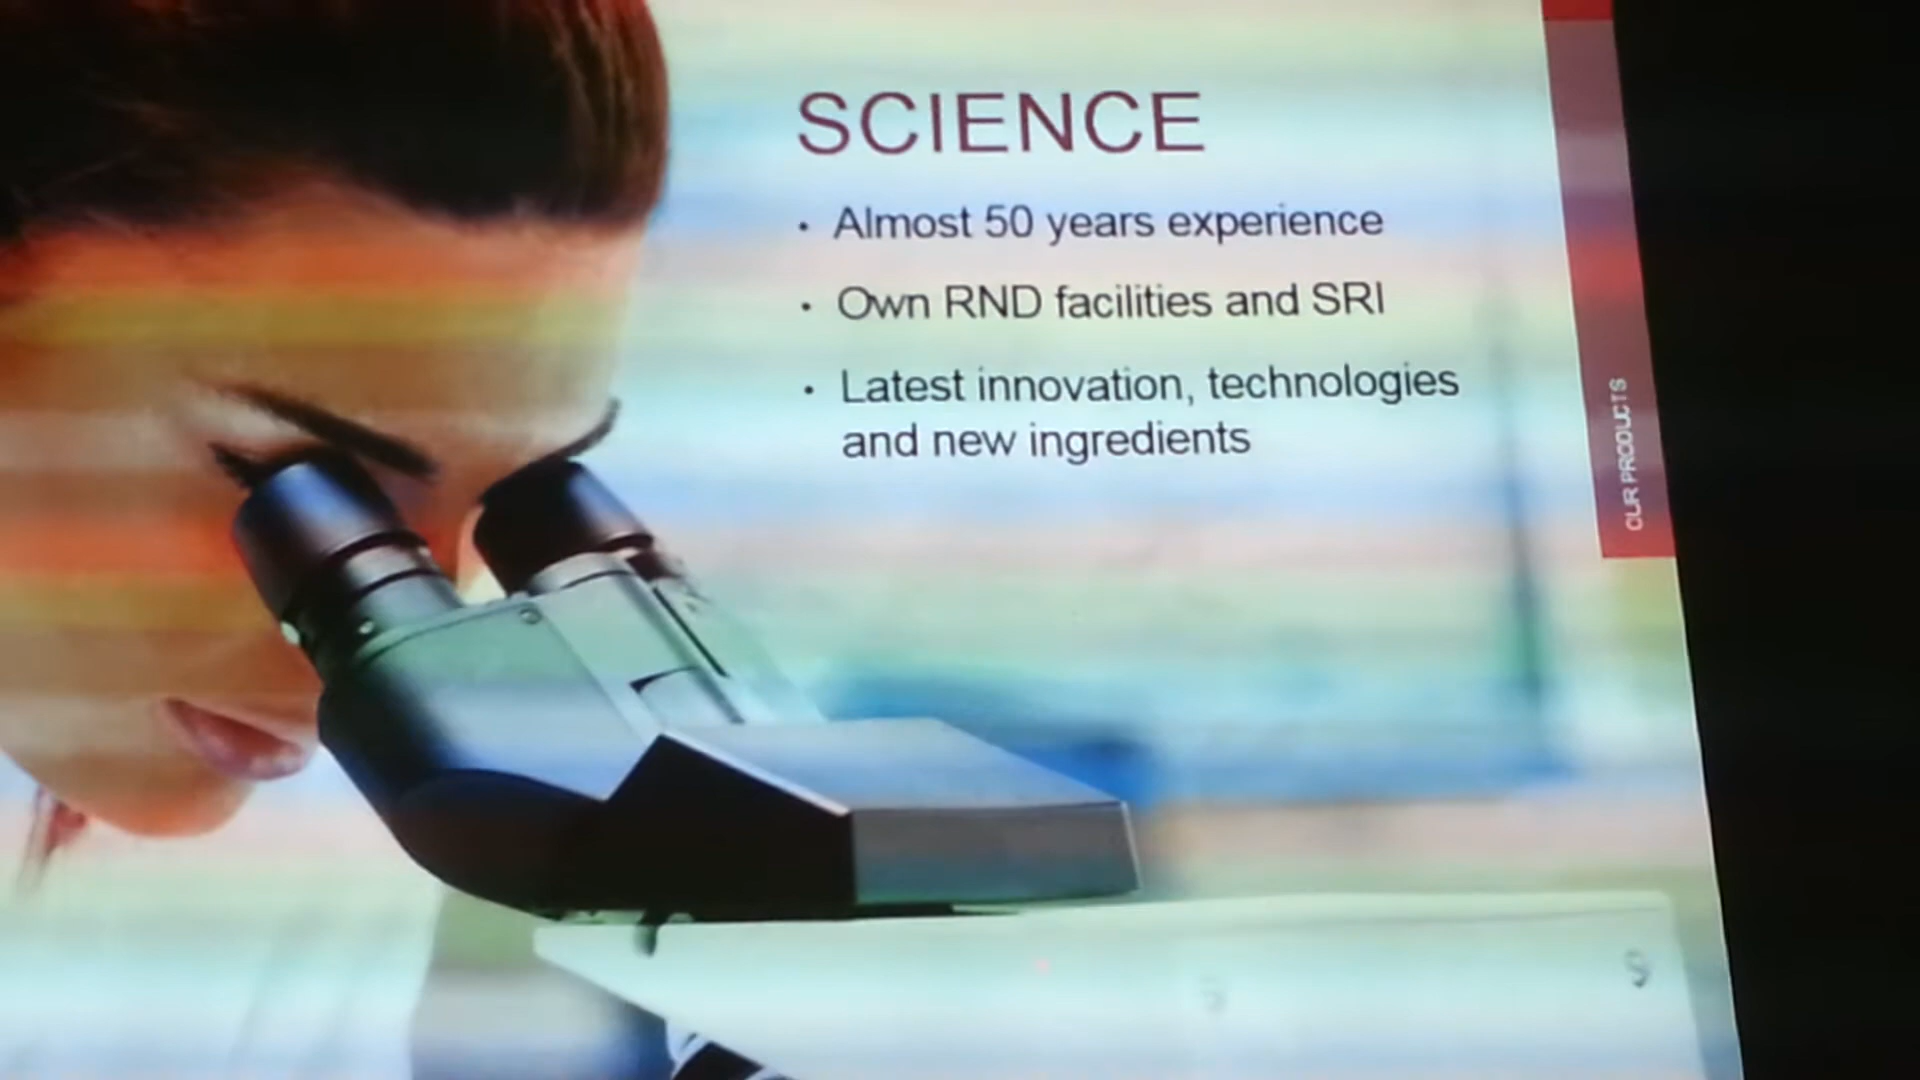 SCIENCE
• Almost 50 years experience
• Own RND facilities and SRI
• Latest innovation, technologies
and new ingredients
OUR PRODUCTS